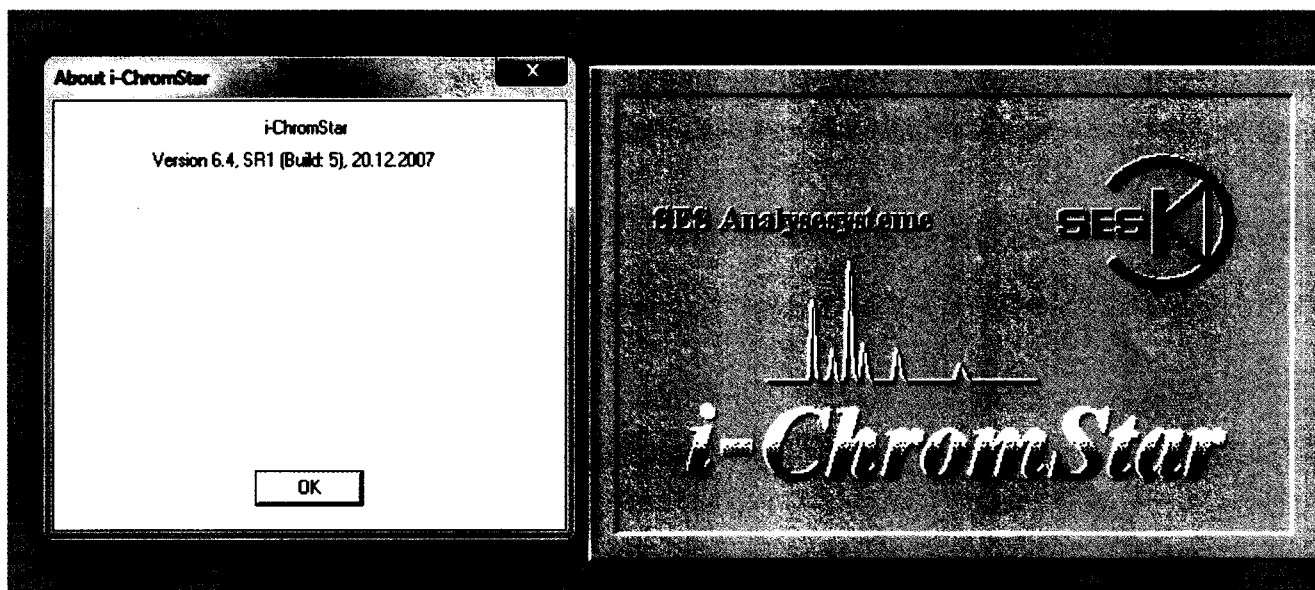 About i-ChromStar
X
i-ChromStar
Version 6.4, SR1 (Build: 5), 20.12.2007
OK
SES Analysesysteme
SES
i-ChromStar